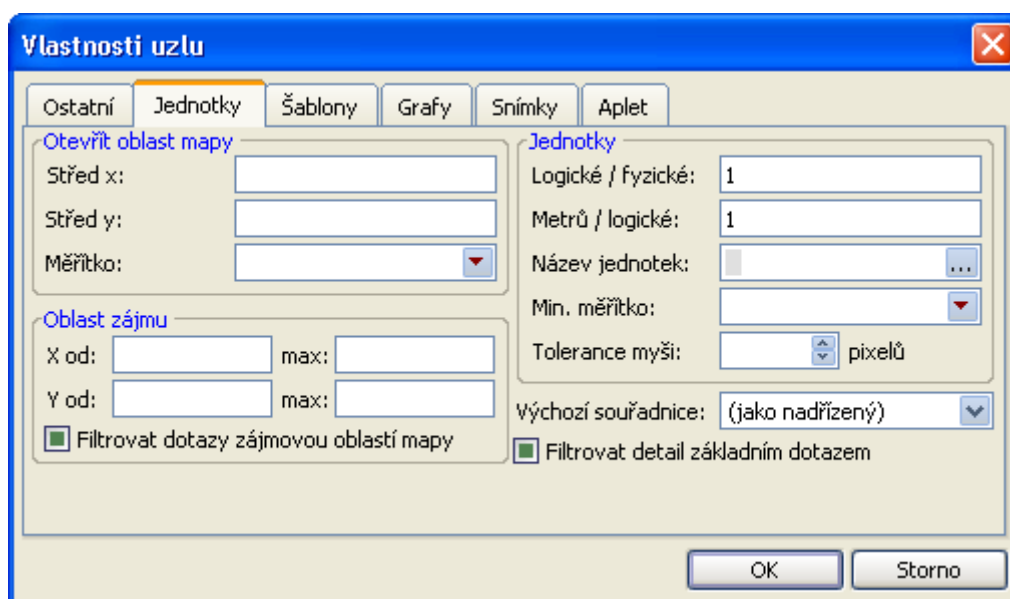 Vlastnosti uzlu
Ostatní Jednotky Šablony Grafy Snímky Aplet
Otevřít oblast mapy
Střed x:
Střed y:
Měřítko:
Oblast zájmu
X od: max:
Y od: max:
Filtrovat dotazy zájmovou oblastí mapy
Jednotky
Logické / fyzické: 1
Metrů / logické: 1
Název jednotek: ...
Min. měřítko:
Tolerance myši: pixelů
Výchozí souřadnice: (jako nadřízený)
Filtrovat detail základním dotazem
OK Storno